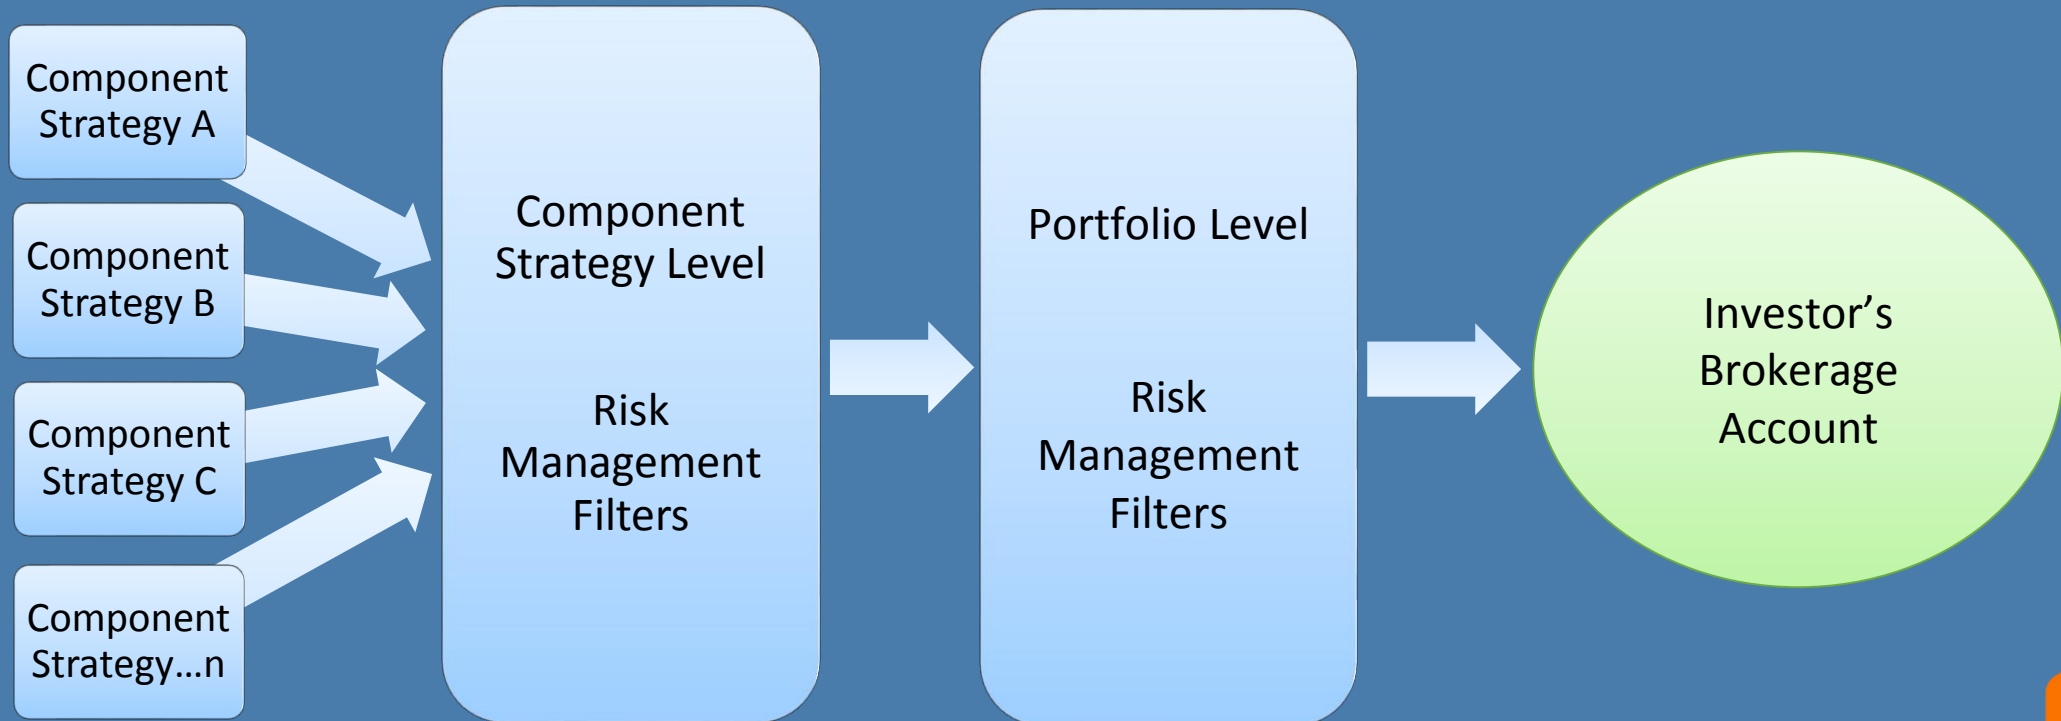 Component
Strategy A
Component
Strategy B
Component
Strategy C
Component
Strategy...n
Component
Strategy Level
Risk
Management
Filters
Portfolio Level
Risk
Management
Filters
Investor’s
Brokerage
Account